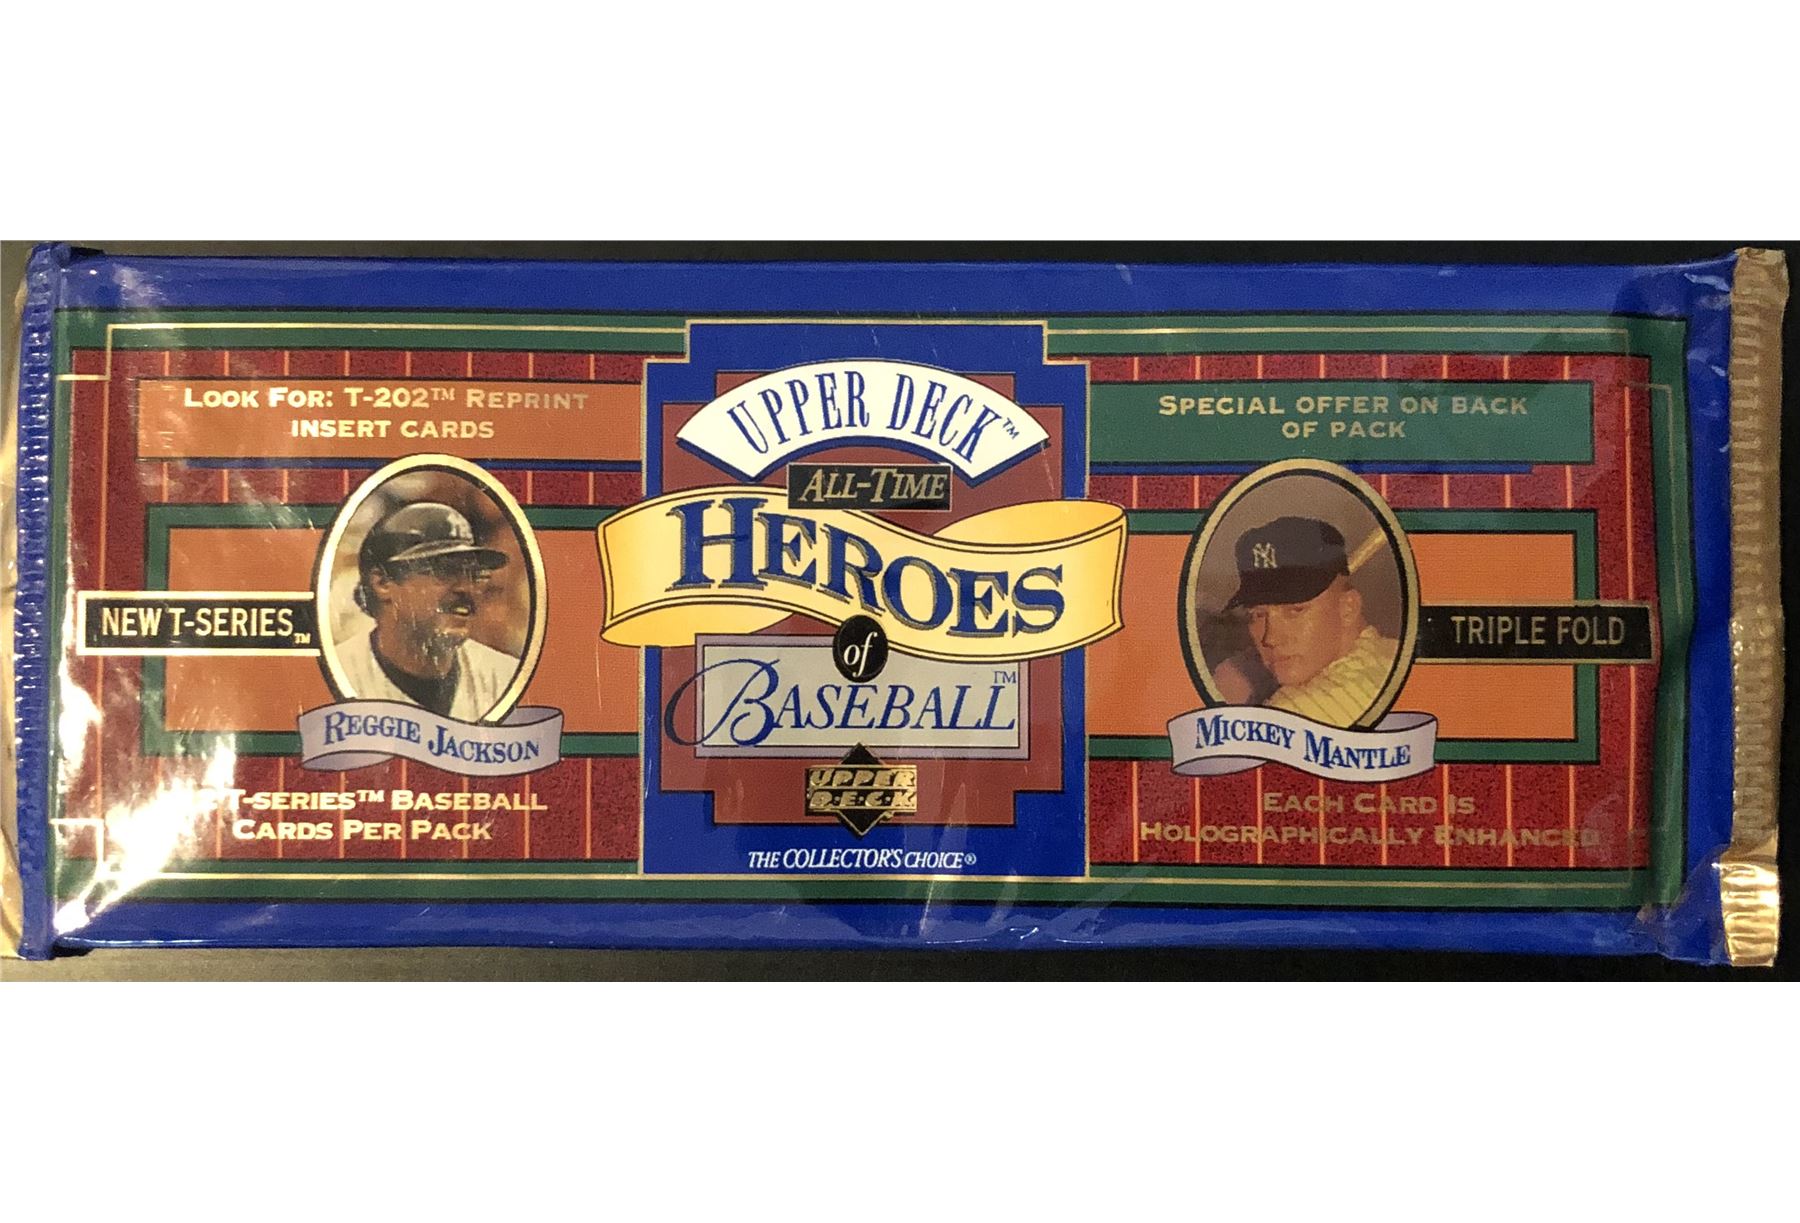 LOOK FOR: T-202™ REPRINT
INSERT CARDS
NEW T-SERIES™
REGGIE JACKSON
T-SERIES™ BASEBALL
CARDS PER PACK
UPPER DECK™
ALL-TIME
HEROES
of
BASEBALL™
UPPER
D·E·C·K
THE COLLECTOR'S CHOICE®
SPECIAL OFFER ON BACK
OF PACK
TRIPLE FOLD
MICKEY MANTLE
EACH CARD IS
HOLOGRAPHICALLY ENHANCED